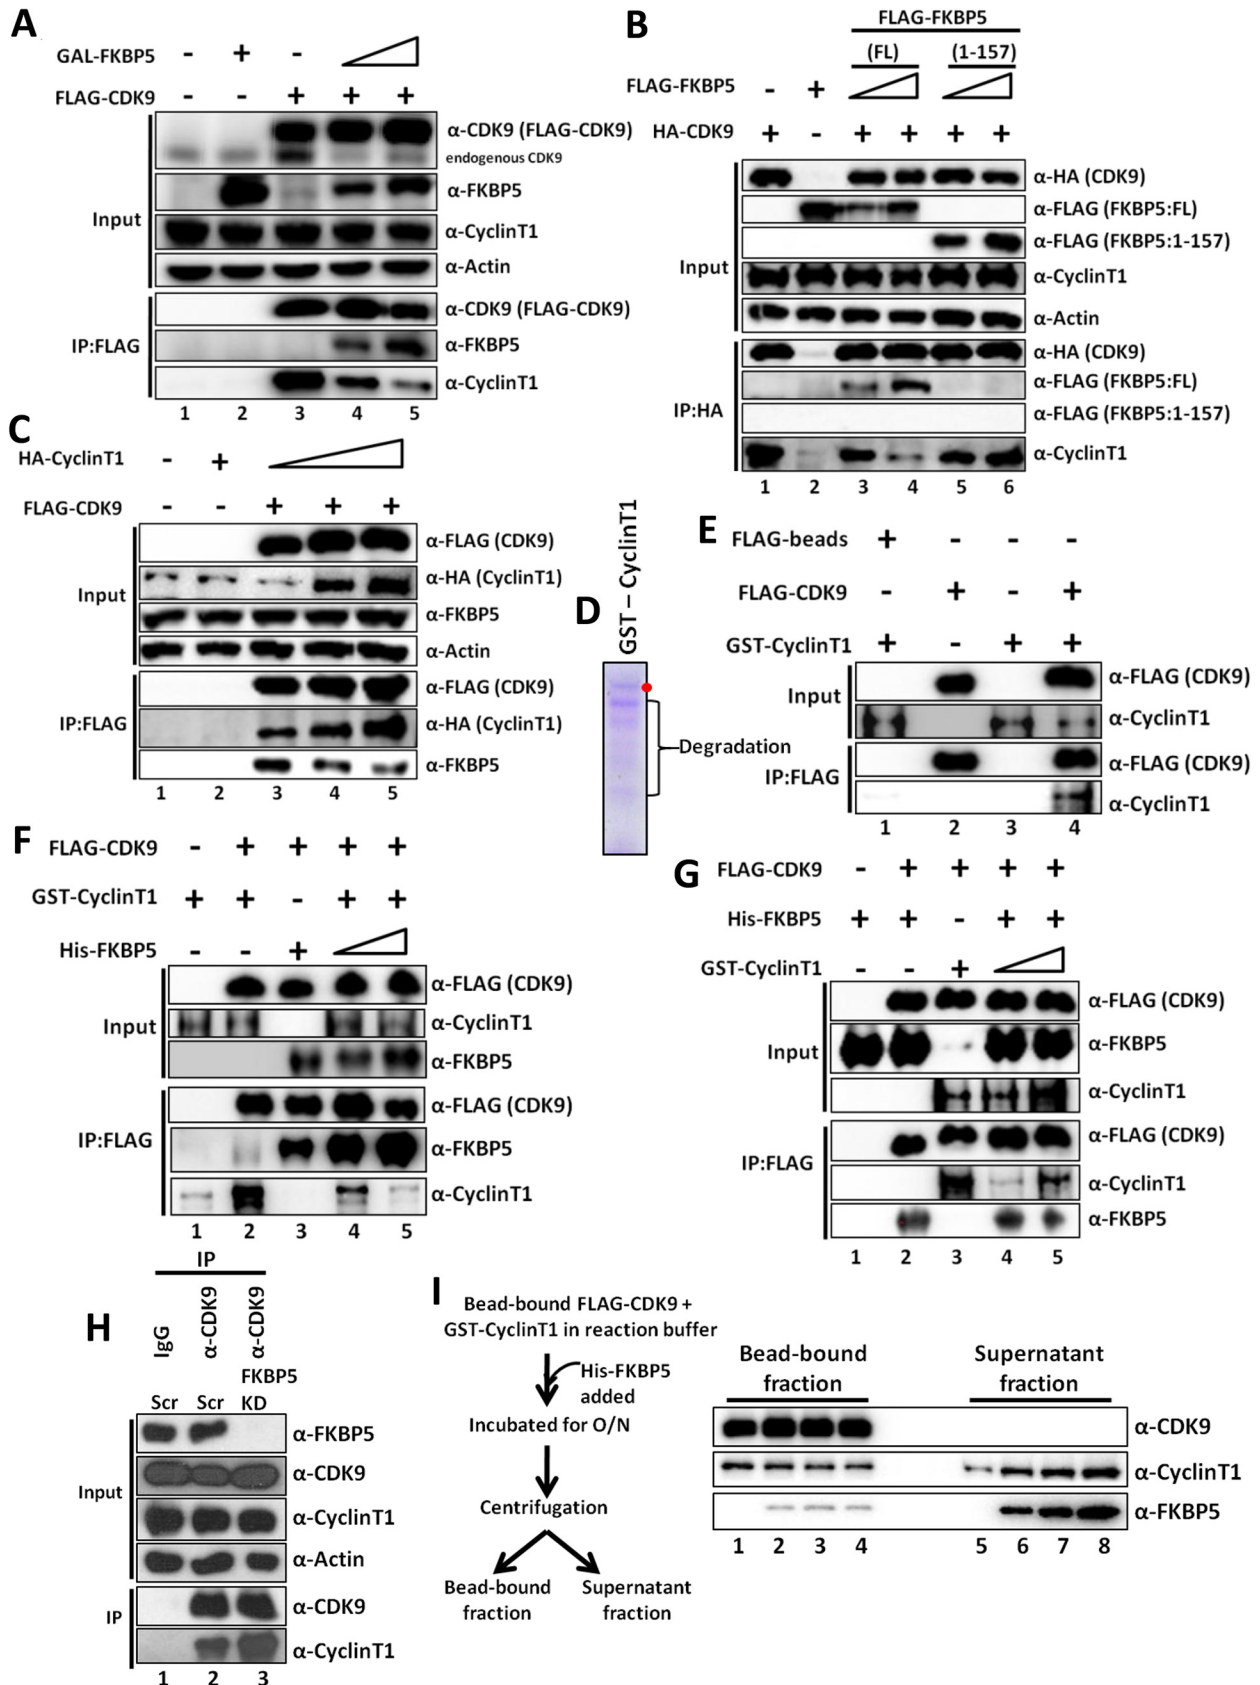 A
GAL-FKBP5 - + -
FLAG-CDK9 - - + + +
α-CDK9 (FLAG-CDK9)
endogenous CDK9
α-FKBP5
Input
α-CyclinT1
α-Actin
α-CDK9 (FLAG-CDK9)
IP:FLAG
α-FKBP5
α-CyclinT1
1 2 3 4 5
B
FLAG-FKBP5
(FL) (1-157)
FLAG-FKBP5 - +
HA-CDK9 + - + + + +
α-HA (CDK9)
α-FLAG (FKBP5:FL)
α-FLAG (FKBP5:1-157)
Input
α-CyclinT1
α-Actin
α-HA (CDK9)
α-FLAG (FKBP5:FL)
IP:HA
α-FLAG (FKBP5:1-157)
α-CyclinT1
1 2 3 4 5 6
C
HA-CyclinT1 - +
FLAG-CDK9 - - + + +
α-FLAG (CDK9)
α-HA (CyclinT1)
Input
α-FKBP5
α-Actin
α-FLAG (CDK9)
IP:FLAG
α-HA (CyclinT1)
α-FKBP5
1 2 3 4 5
D
GST – CyclinT1
Degradation
E
FLAG-beads + - - -
FLAG-CDK9 - + - +
GST-CyclinT1 + - + +
Input
α-FLAG (CDK9)
α-CyclinT1
IP:FLAG
α-FLAG (CDK9)
α-CyclinT1
1 2 3 4
F
FLAG-CDK9 - + + + +
GST-CyclinT1 + + - + +
His-FKBP5 - - +
α-FLAG (CDK9)
Input
α-CyclinT1
α-FKBP5
α-FLAG (CDK9)
IP:FLAG
α-FKBP5
α-CyclinT1
1 2 3 4 5
G
FLAG-CDK9 - + + + +
His-FKBP5 + + - + +
GST-CyclinT1 - - +
α-FLAG (CDK9)
Input
α-FKBP5
α-CyclinT1
α-FLAG (CDK9)
IP:FLAG
α-CyclinT1
α-FKBP5
1 2 3 4 5
H
IP
IgG
α-CDK9
α-CDK9
FKBP5
Scr Scr KD
α-FKBP5
α-CDK9
Input
α-CyclinT1
α-Actin
IP
α-CDK9
α-CyclinT1
1 2 3
I
Bead-bound FLAG-CDK9 +
GST-CyclinT1 in reaction buffer
His-FKBP5
added
Incubated for O/N
Centrifugation
Bead-bound
fraction
Supernatant
fraction
Bead-bound
fraction
Supernatant
fraction
α-CDK9
α-CyclinT1
α-FKBP5
1 2 3 4 5 6 7 8